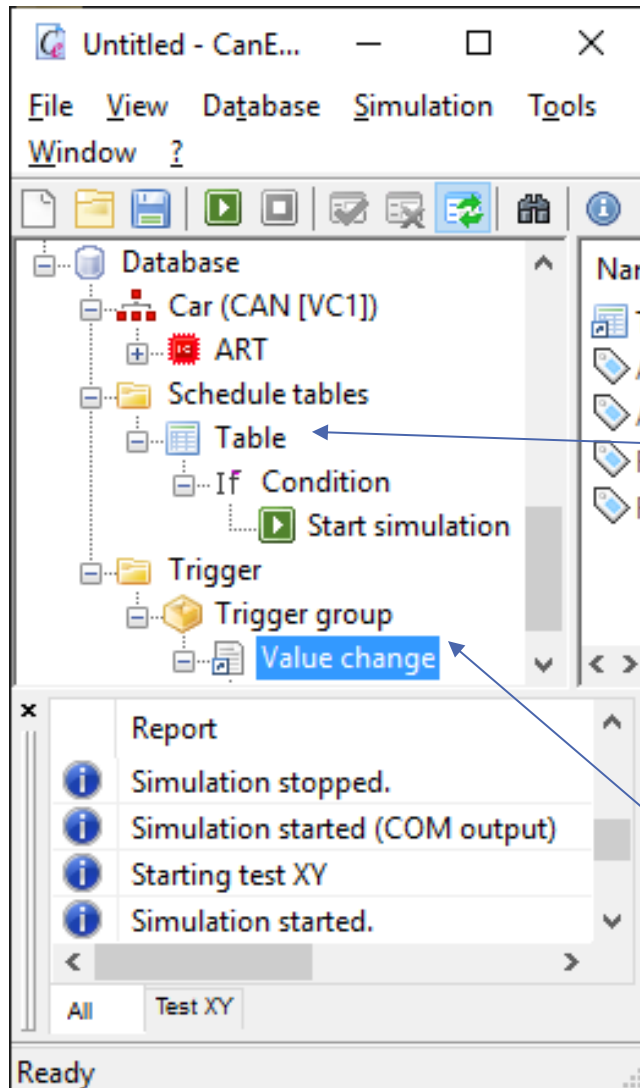 Untitled - CanE...
File View Database Simulation Tools
Window ?
Database
Car (CAN [VC1])
ART
Schedule tables
Table
If Condition
Start simulation
Trigger
Trigger group
Value change
Report
Simulation stopped.
Simulation started (COM output)
Starting test XY
Simulation started.
All Test XY
Ready